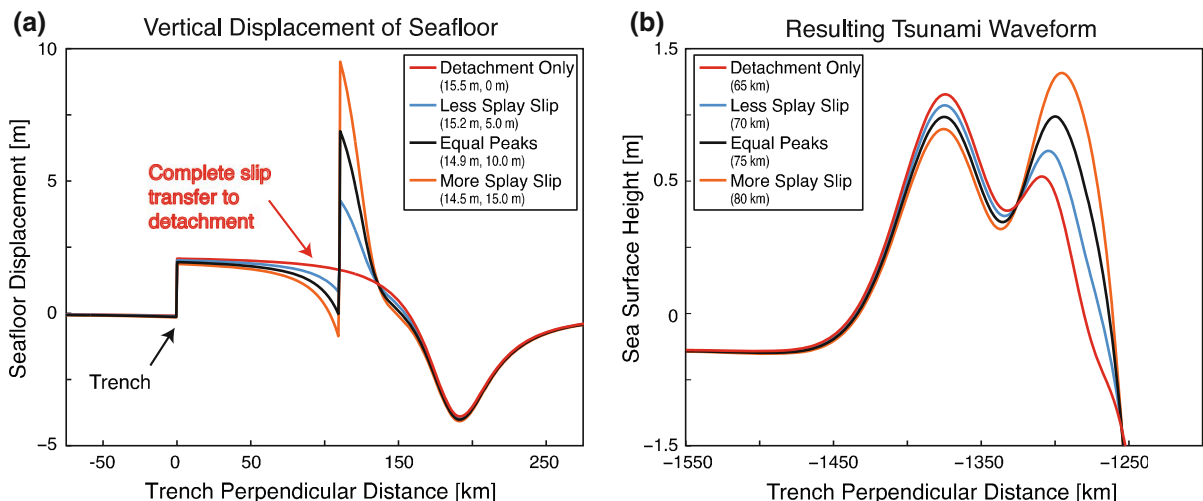 (a)
Vertical Displacement of Seafloor
10
5
0
−5
Seafloor Displacement [m]
Detachment Only
(15.5 m, 0 m)
Less Splay Slip
(15.2 m, 5.0 m)
Equal Peaks
(14.9 m, 10.0 m)
More Splay Slip
(14.5 m, 15.0 m)
Complete slip
transfer to
detachment
Trench
-50
0
50
100
150
200
250
Trench Perpendicular Distance [km]
(b)
Resulting Tsunami Waveform
1.5
0.5
0
-1.5
Sea Surface Height [m]
Detachment Only
(65 km)
Less Splay Slip
(70 km)
Equal Peaks
(75 km)
More Splay Slip
(80 km)
−1550
−1450
−1350
−1250
Trench Perpendicular Distance [km]